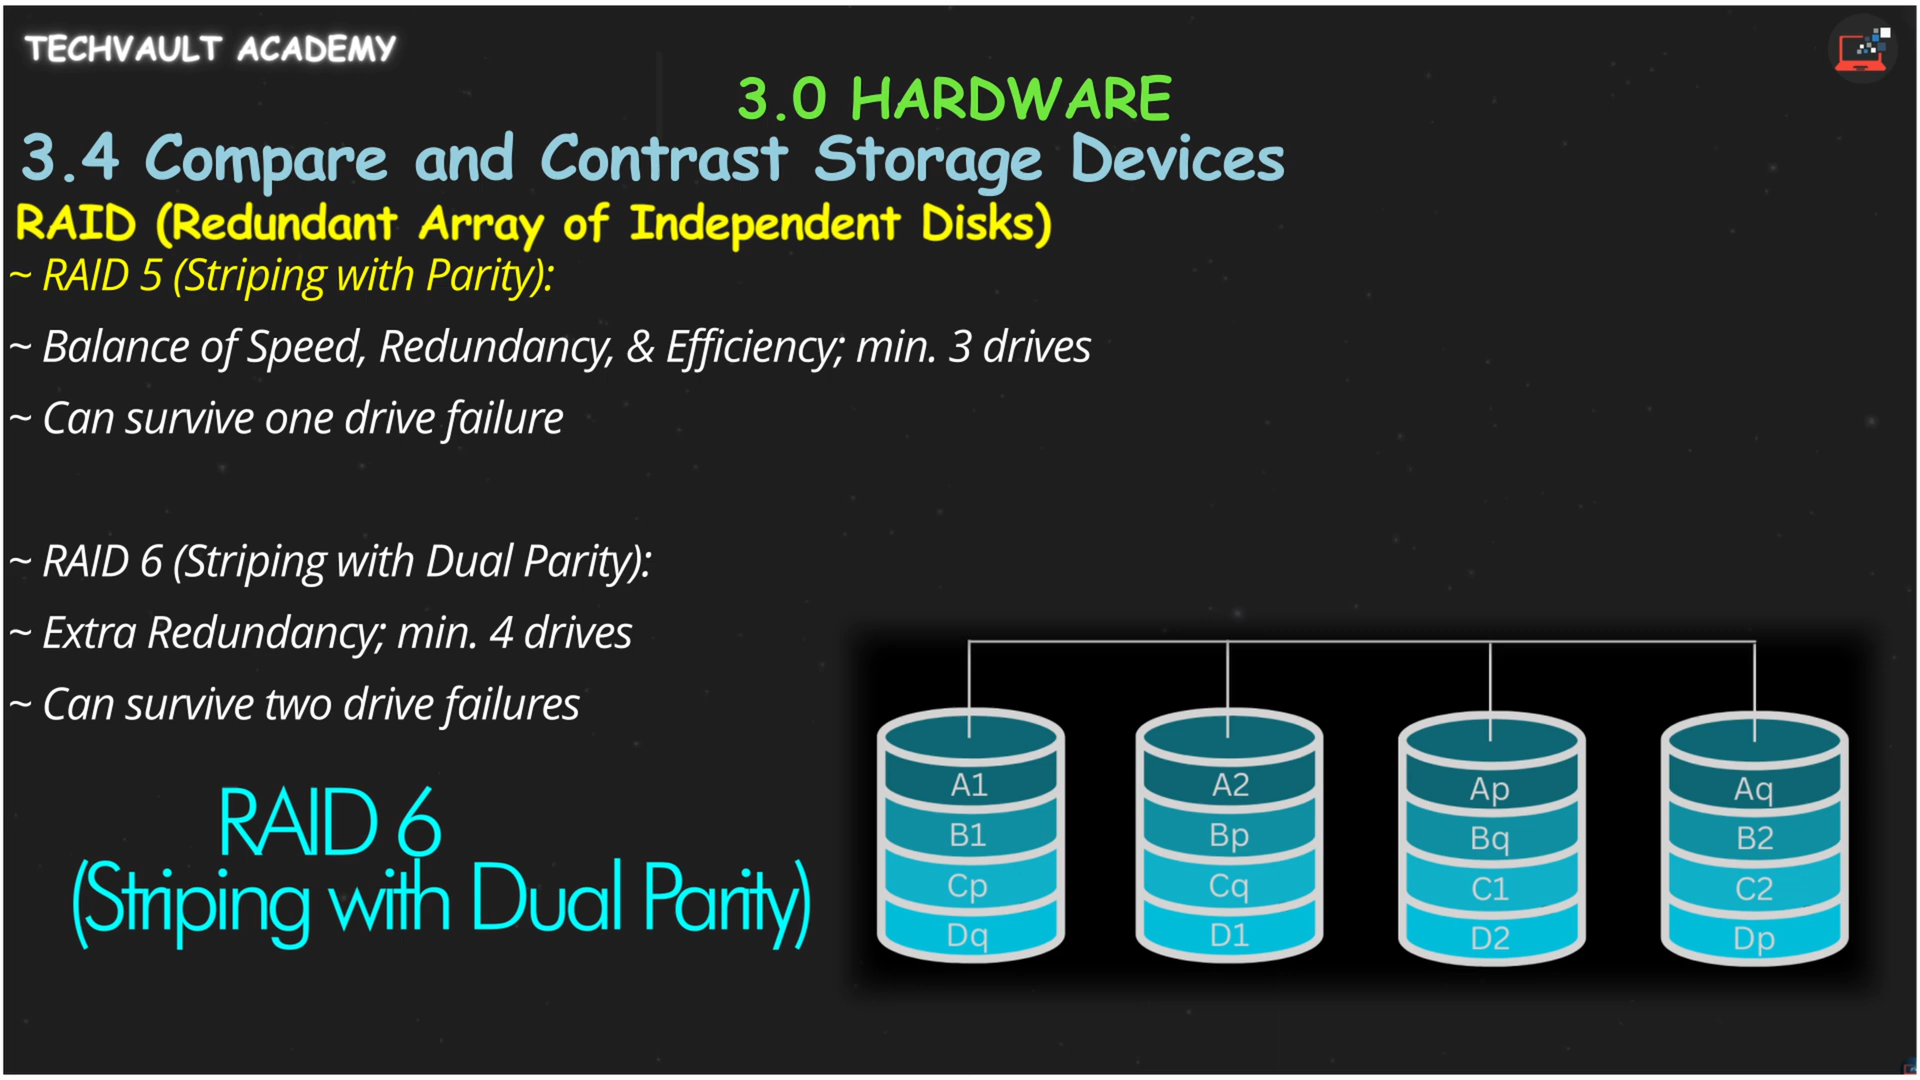 TECHVAULT ACADEMY
3.0 HARDWARE
3.4 Compare and Contrast Storage Devices
RAID (Redundant Array of Independent Disks)
~ RAID 5 (Striping with Parity):
~ Balance of Speed, Redundancy, & Efficiency; min. 3 drives
~ Can survive one drive failure
~ RAID 6 (Striping with Dual Parity):
~ Extra Redundancy; min. 4 drives
~ Can survive two drive failures
RAID 6
(Striping with Dual Parity)
A1 A2 Ap Aq
B1 Bp Bq B2
Cp Cq C1 C2
Dq D1 D2 Dp